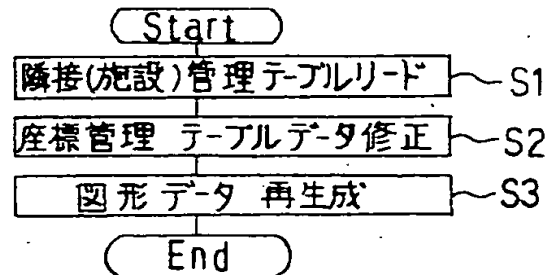 Start
隣接(施設)管理テーブルリード S1
座標管理 テーブルデータ修正 S2
図形データ 再生成 S3
End